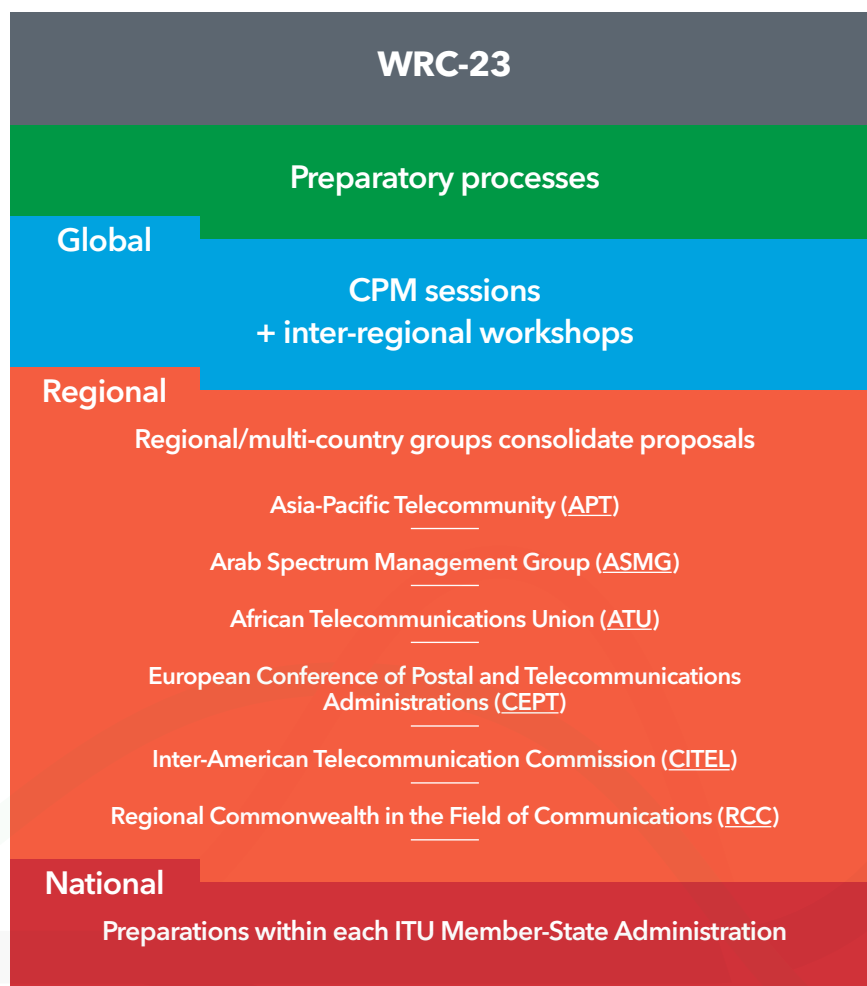 WRC-23
Preparatory processes
Global
CPM sessions
+ inter-regional workshops
Regional
Regional/multi-country groups consolidate proposals
Asia-Pacific Telecommunity (APT)
Arab Spectrum Management Group (ASMG)
African Telecommunications Union (ATU)
European Conference of Postal and Telecommunications
Administrations (CEPT)
Inter-American Telecommunication Commission (CITEL)
Regional Commonwealth in the Field of Communications (RCC)
National
Preparations within each ITU Member-State Administration